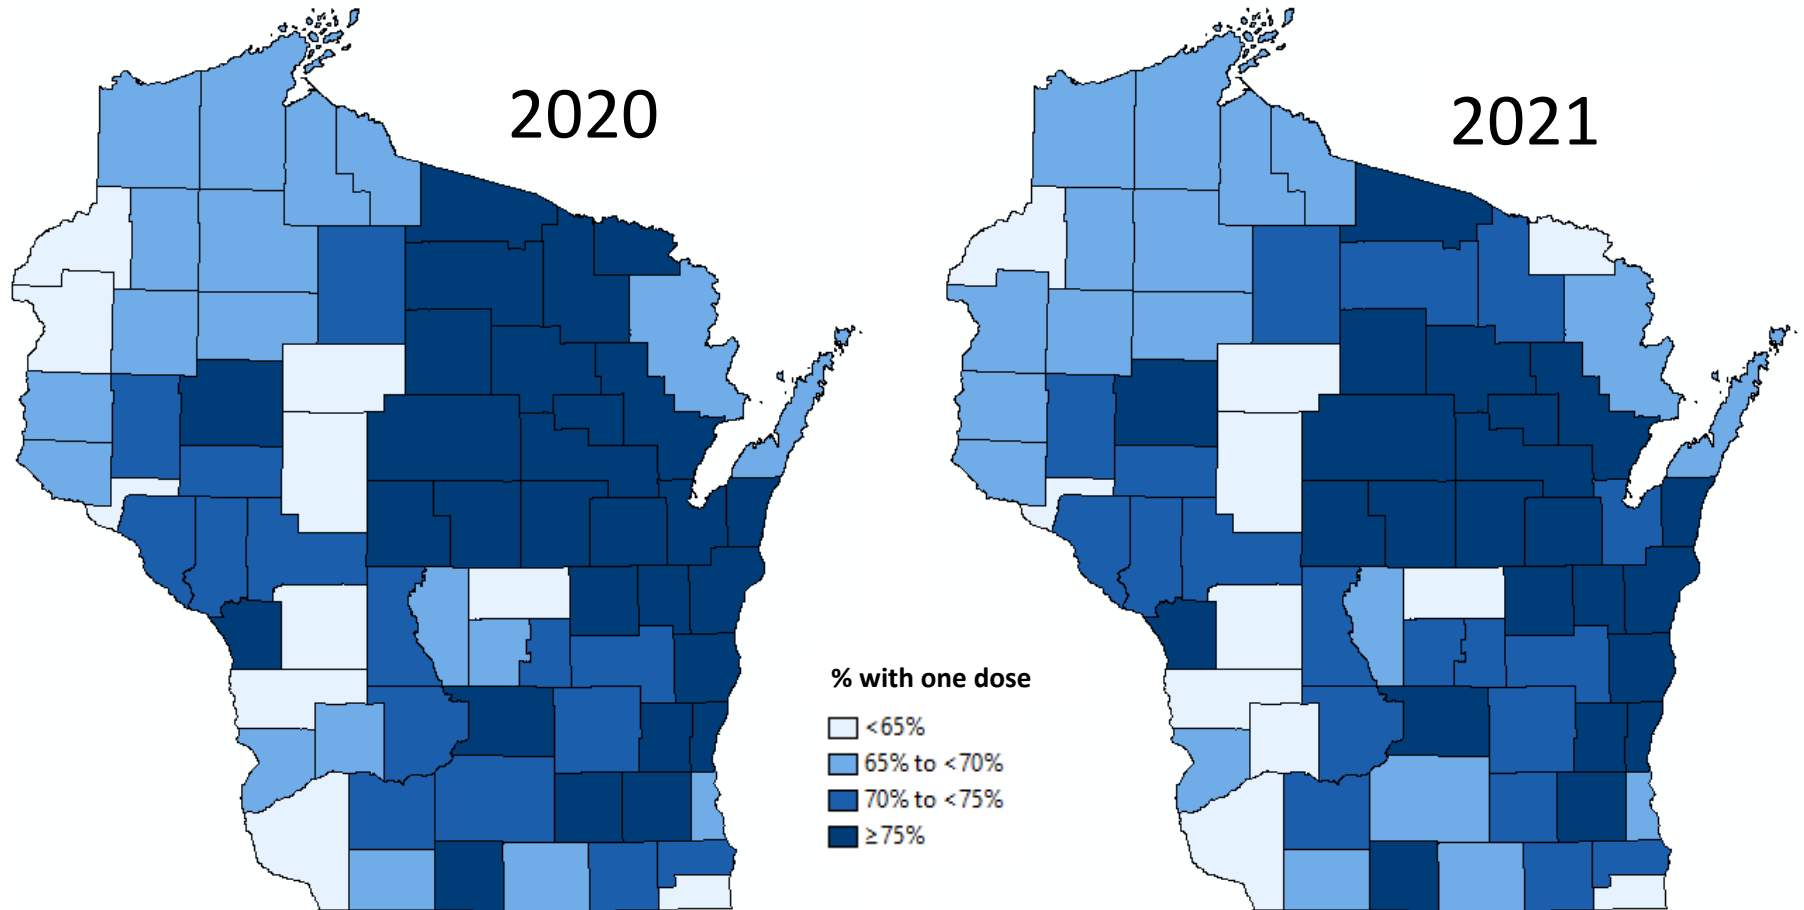 2020
2021
% with one dose
<65%
65% to <70%
70% to <75%
≥75%